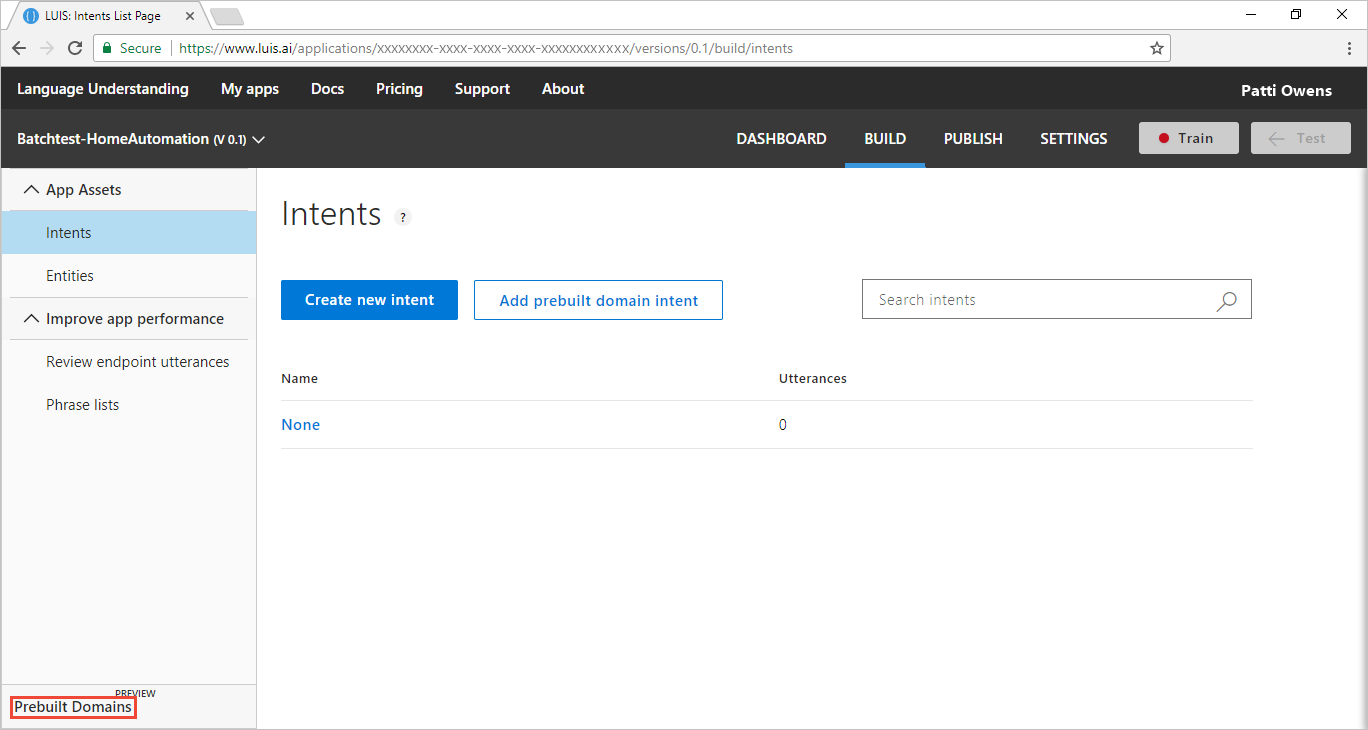 LUIS: Intents List Page
Secure https://www.luis.ai/applications/xxxxxxxx-xxxx-xxxx-xxxx-xxxxxxxxxxxx/versions/0.1/build/intents
Language Understanding My apps Docs Pricing Support About Patti Owens
Batchtest-HomeAutomation (V 0.1) DASHBOARD BUILD PUBLISH SETTINGS Train Test
App Assets
Intents
Entities
Improve app performance
Review endpoint utterances
Phrase lists
PREVIEW
Prebuilt Domains
Intents ?
Create new intent Add prebuilt domain intent Search intents
Name Utterances
None 0